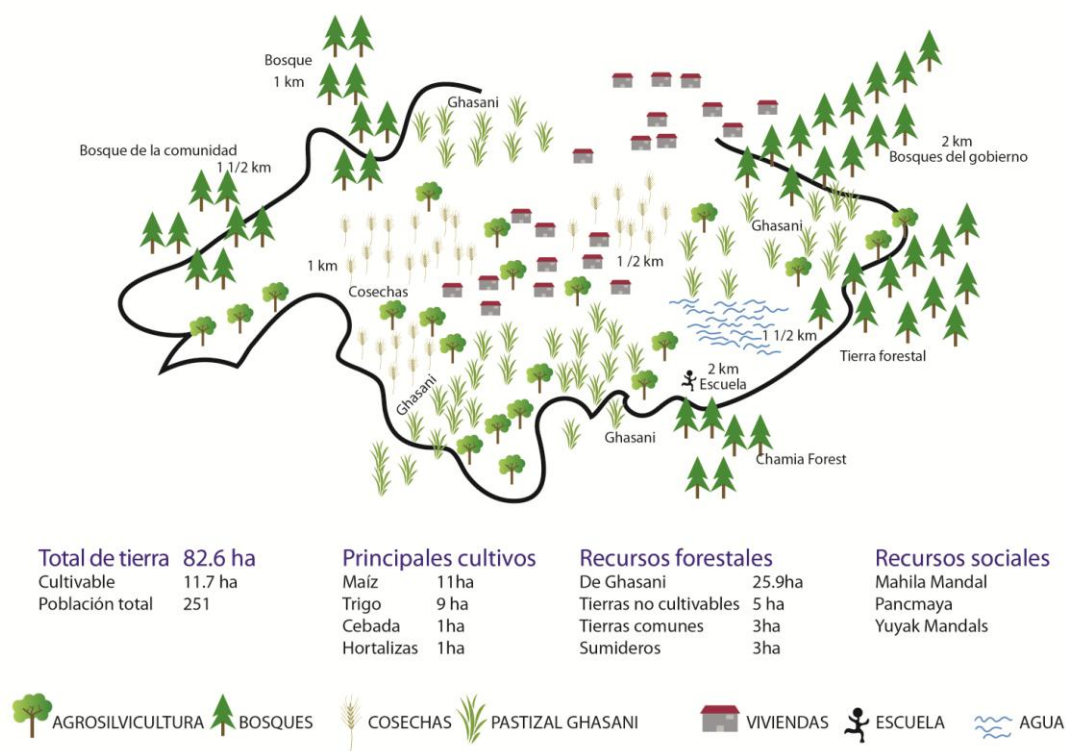 Bosque
1 km
Ghasani
Bosque de la comunidad
1 1/2 km
2 km
Bosques del gobierno
Ghasani
1 km
Cosechas
1 /2 km
1 1/2 km
Tierra forestal
2 km
Escuela
Ghasani
Ghasani
Chamia Forest
Total de tierra 82.6 ha
Cultivable 11.7 ha
Población total 251
Principales cultivos
Maíz 11ha
Trigo 9 ha
Cebada 1ha
Hortalizas 1ha
Recursos forestales
De Ghasani 25.9ha
Tierras no cultivables 5 ha
Tierras comunes 3ha
Sumideros 3ha
Recursos sociales
Mahila Mandal
Pancmaya
Yuyak Mandals
AGROSILVICULTURA BOSQUES COSECHAS PASTIZAL GHASANI VIVIENDAS ESCUELA AGUA